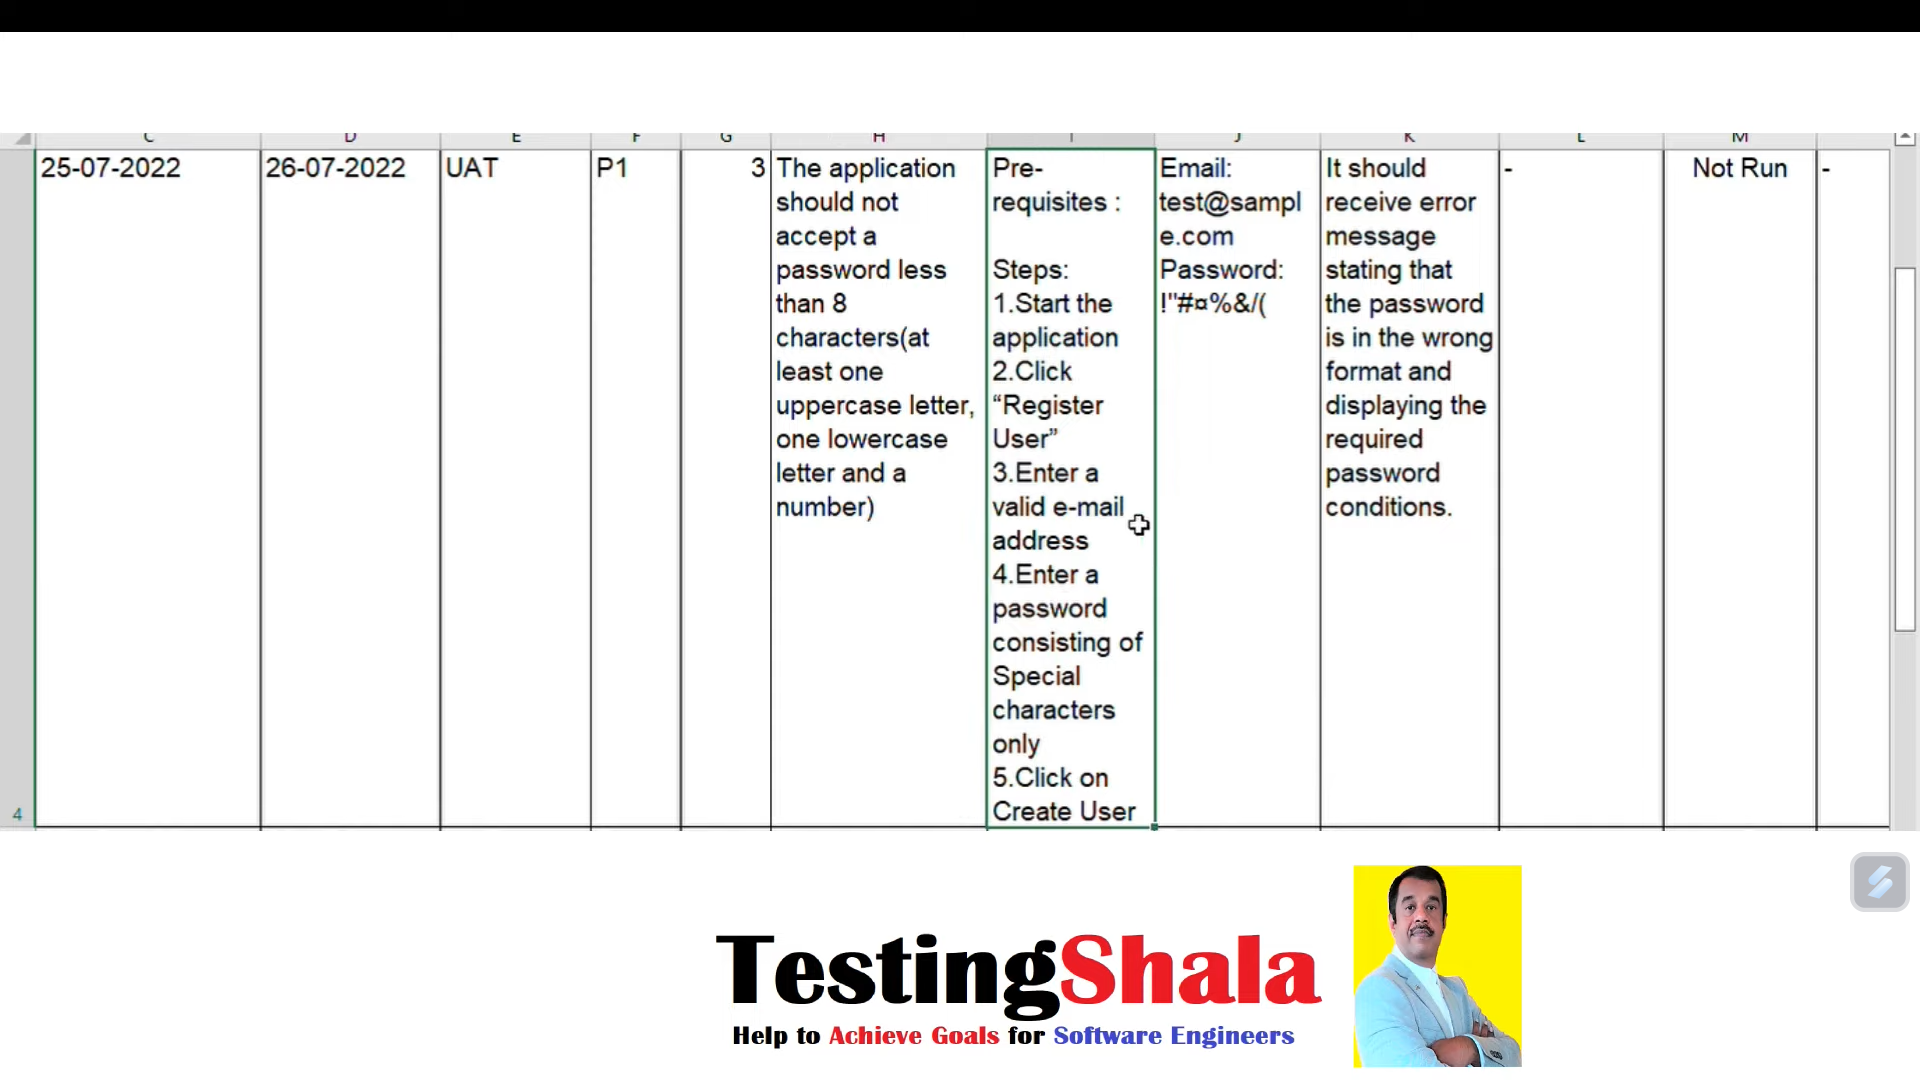 C D E F G H I J K L M
25-07-2022
26-07-2022
UAT
P1
3
The application
should not
accept a
password less
than 8
characters(at
least one
uppercase letter,
one lowercase
letter and a
number)
Pre-
requisites :
Steps:
1.Start the
application
2.Click
“Register
User”
3.Enter a
valid e-mail
address
4.Enter a
password
consisting of
Special
characters
only
5.Click on
Create User
Email:
test@sampl
e.com
Password:
!"#¤%&/(
It should
receive error
message
stating that
the password
is in the wrong
format and
displaying the
required
password
conditions.
-
Not Run
-
4
TestingShala
Help to Achieve Goals for Software Engineers